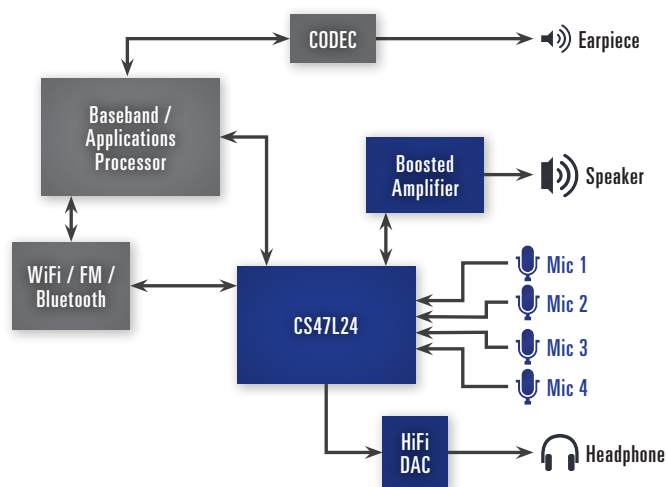 CODEC
Earpiece
Baseband /
Applications
Processor
Boosted
Amplifier
Speaker
WiFi / FM /
Bluetooth
CS47L24
Mic 1
Mic 2
Mic 3
Mic 4
HiFi
DAC
Headphone